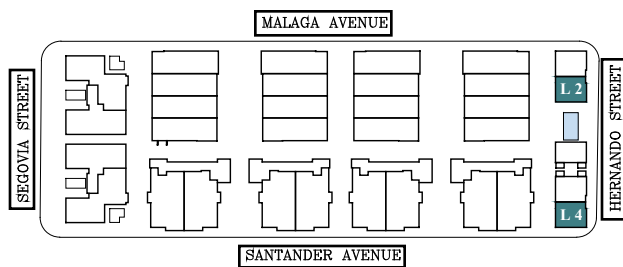 MALAGA AVENUE
SEGOVIA STREET
HERNANDO STREET
L 2
L 4
SANTANDER AVENUE